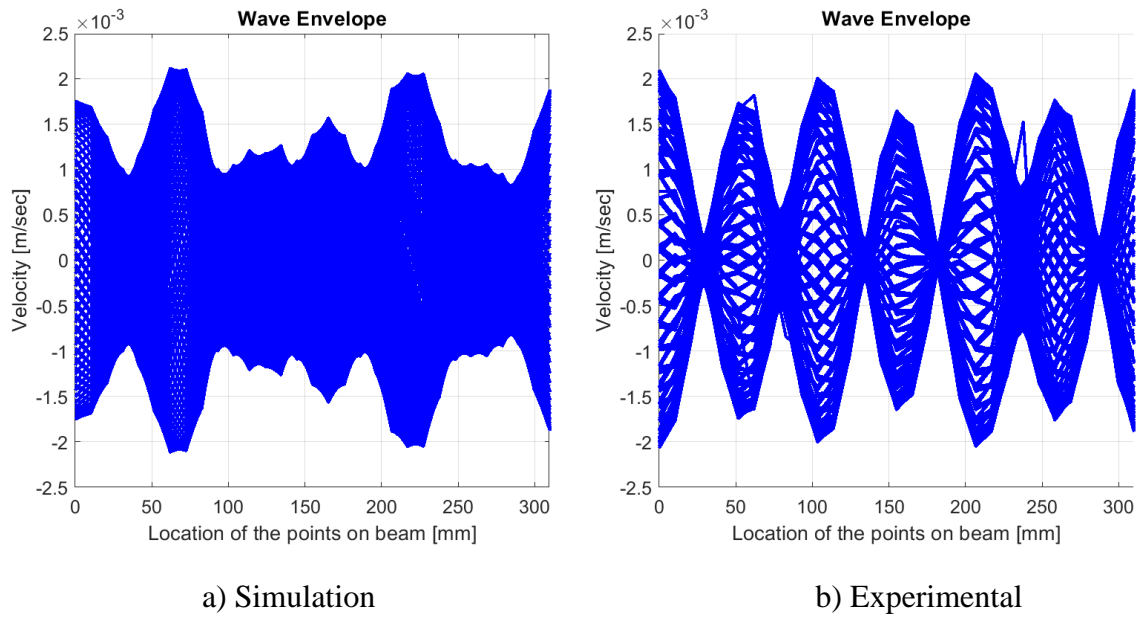 Wave Envelope
×10⁻³
2.5
2
1.5
1
0.5
0
-0.5
-1
-1.5
-2
-2.5
Velocity [m/sec]
0 50 100 150 200 250 300
Location of the points on beam [mm]
a) Simulation
Wave Envelope
×10⁻³
2.5
2
1.5
1
0.5
0
-0.5
-1
-1.5
-2
-2.5
Velocity [m/sec]
0 50 100 150 200 250 300
Location of the points on beam [mm]
b) Experimental